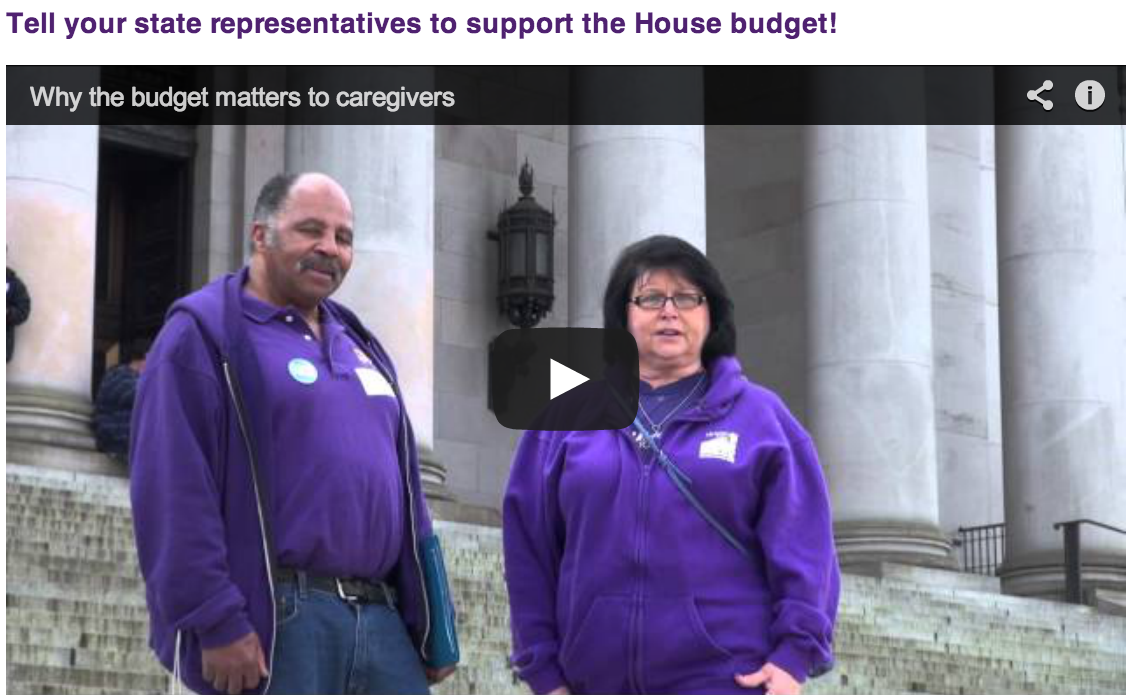 Tell your state representatives to support the House budget!
Why the budget matters to caregivers